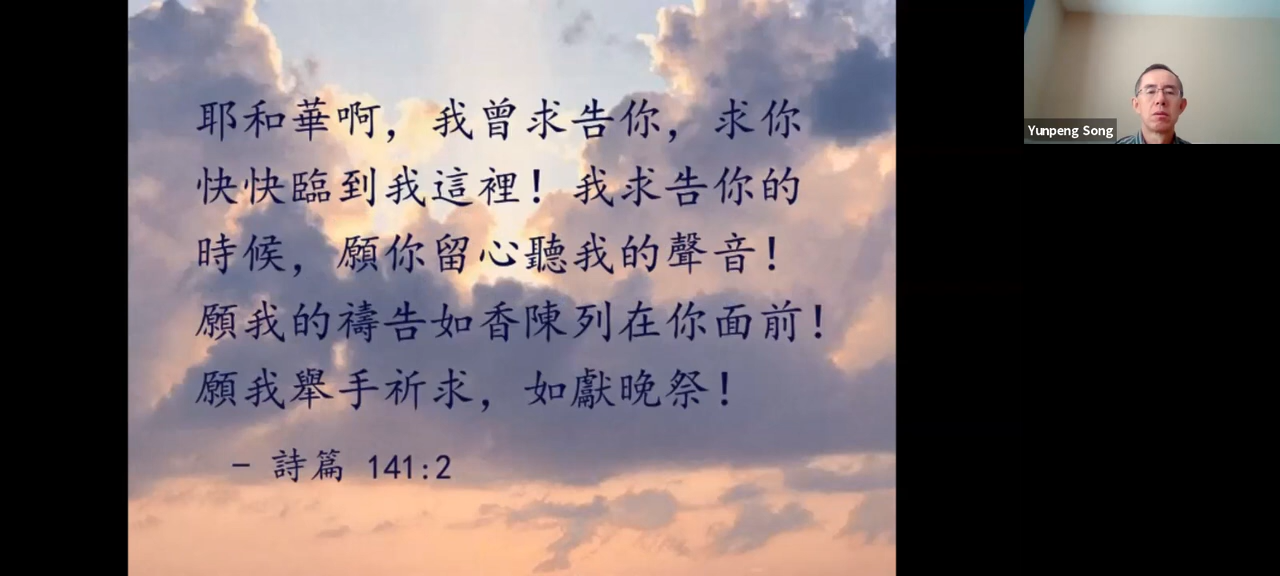 耶和華啊，我曾求告你，求你
快快臨到我這裡！我求告你的
時候，願你留心聽我的聲音！
願我的禱告如香陳列在你面前！
願我舉手祈求，如獻晚祭！
– 詩篇 141:2
Yunpeng Song